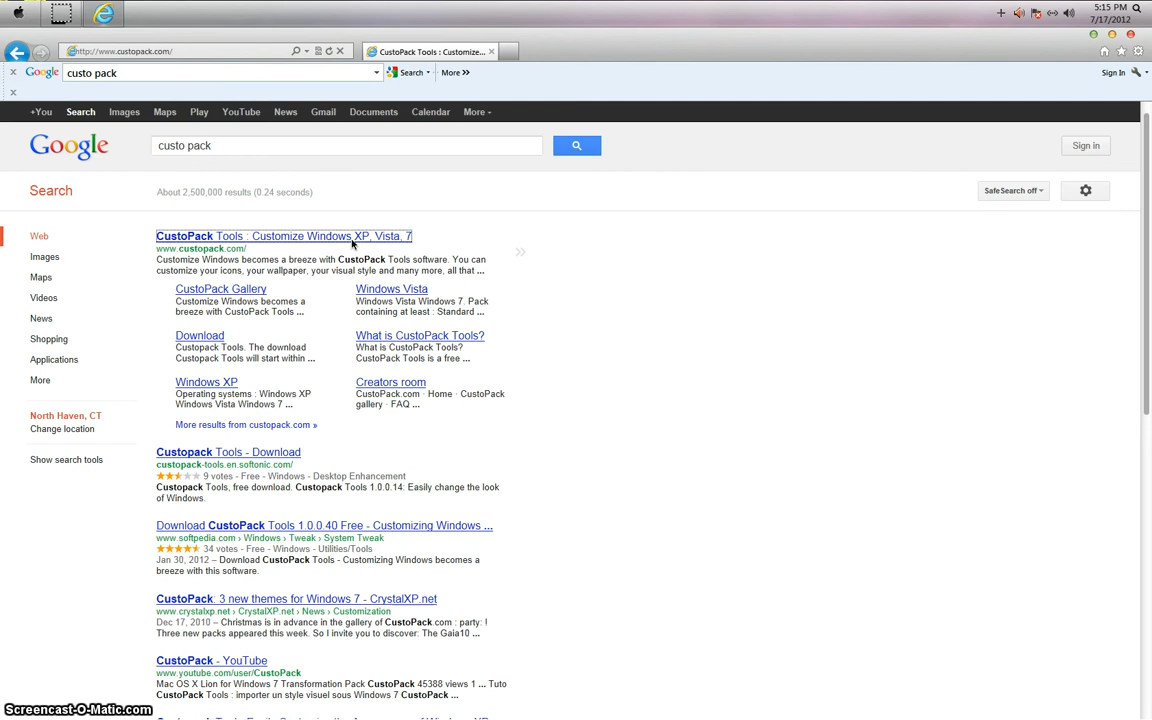 5:15 PM
7/17/2012
http://www.custopack.com/
CustoPack Tools : Customize...
Google custo pack Search More »
Sign In
+You Search Images Maps Play YouTube News Gmail Documents Calendar More
Google custo pack Sign in
Search About 2,500,000 results (0.24 seconds) SafeSearch off
Web
Images
Maps
Videos
News
Shopping
Applications
More
North Haven, CT
Change location
Show search tools
CustoPack Tools : Customize Windows XP, Vista, 7
www.custopack.com/
Customize Windows becomes a breeze with CustoPack Tools software. You can
customize your icons, your wallpaper, your visual style and many more, all that ...
CustoPack Gallery
Customize Windows becomes a
breeze with CustoPack Tools ...
Windows Vista
Windows Vista Windows 7. Pack
containing at least : Standard ...
Download
Custopack Tools. The download
Custopack Tools will start within ...
What is CustoPack Tools?
What is CustoPack Tools?
CustoPack Tools is a free ...
Windows XP
Operating systems : Windows XP
Windows Vista Windows 7 ...
Creators room
CustoPack.com · Home · CustoPack
gallery · FAQ ...
More results from custopack.com »
Custopack Tools - Download
custopack-tools.en.softonic.com/
9 votes - Free - Windows - Desktop Enhancement
Custopack Tools, free download. Custopack Tools 1.0.0.14: Easily change the look
of Windows.
Download CustoPack Tools 1.0.0.40 Free - Customizing Windows ...
www.softpedia.com › Windows › Tweak › System Tweak
34 votes - Free - Windows - Utilities/Tools
Jan 30, 2012 – Download CustoPack Tools - Customizing Windows becomes a
breeze with this software.
CustoPack: 3 new themes for Windows 7 - CrystalXP.net
www.crystalxp.net › CrystalXP.net › News › Customization
Dec 17, 2010 – Christmas is in advance in the gallery of CustoPack.com : party: !
Three new packs appeared this week. So I invite you to discover: The Gaia10 ...
CustoPack - YouTube
www.youtube.com/user/CustoPack
Mac OS X Lion for Windows 7 Transformation Pack CustoPack 45388 views 1 ... Tuto
CustoPack Tools : importer un style visuel sous Windows 7 CustoPack ...
Screencast-O-Matic.com